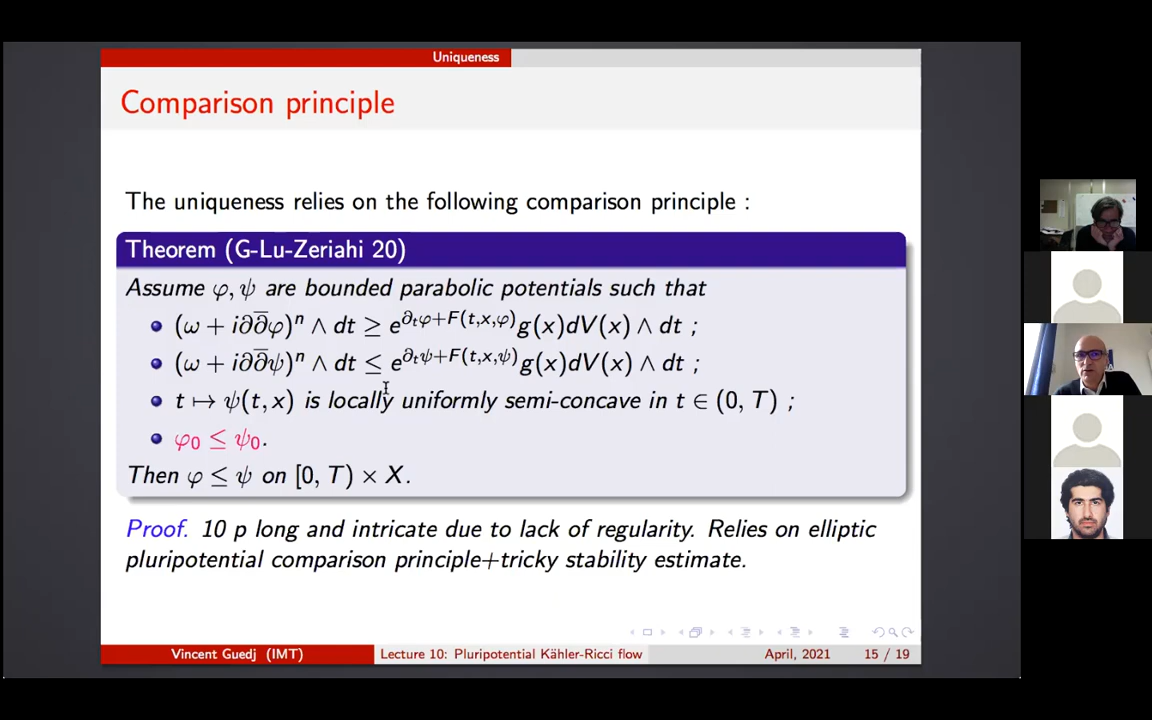 Uniqueness
Comparison principle
The uniqueness relies on the following comparison principle :
Theorem (G-Lu-Zeriahi 20)
Assume φ, ψ are bounded parabolic potentials such that
(ω + i∂∂̅φ)ⁿ ∧ dt ≥ e^{∂ₜφ+F(t,x,φ)}g(x)dV(x) ∧ dt ;
(ω + i∂∂̅ψ)ⁿ ∧ dt ≤ e^{∂ₜψ+F(t,x,ψ)}g(x)dV(x) ∧ dt ;
t ↦ ψ(t, x) is locally uniformly semi-concave in t ∈ (0, T) ;
φ₀ ≤ ψ₀.
Then φ ≤ ψ on [0, T) × X.
Proof. 10 p long and intricate due to lack of regularity. Relies on elliptic
pluripotential comparison principle+tricky stability estimate.
Vincent Guedj (IMT) Lecture 10: Pluripotential Kähler-Ricci flow April, 2021 15 / 19